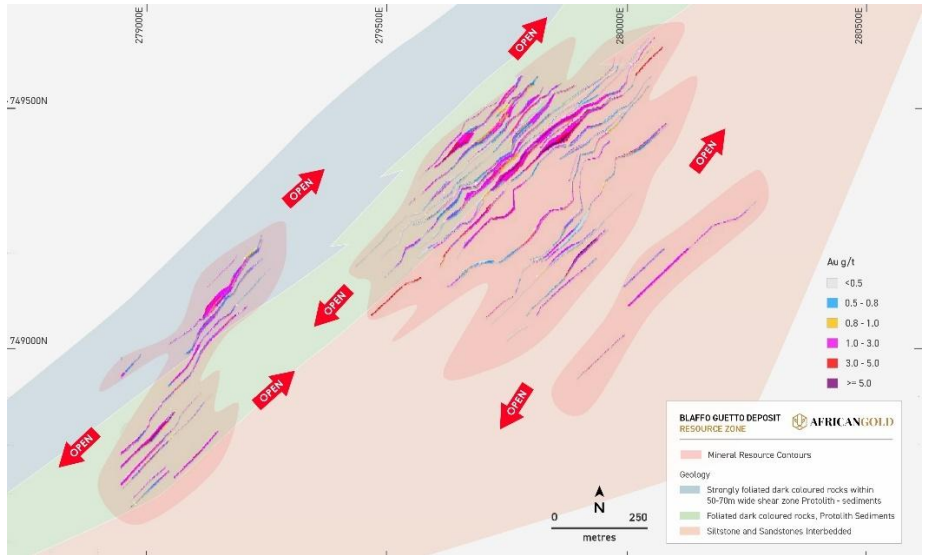 279000E
279500E
280000E
280500E
749500N
749000N
OPEN
OPEN
OPEN
OPEN
OPEN
OPEN
OPEN
Au g/t
<0.5
0.5 - 0.8
0.8 - 1.0
1.0 - 3.0
3.0 - 5.0
>= 5.0
BLAFFO GUETTO DEPOSIT
RESOURCE ZONE
AFRICANGOLD
Mineral Resource Contours
Geology
Strongly foliated dark coloured rocks within
50-70m wide shear zone Protolith - sediments
Foliated dark coloured rocks, Protolith Sediments
Siltstone and Sandstones Interbedded
N
0 250
metres